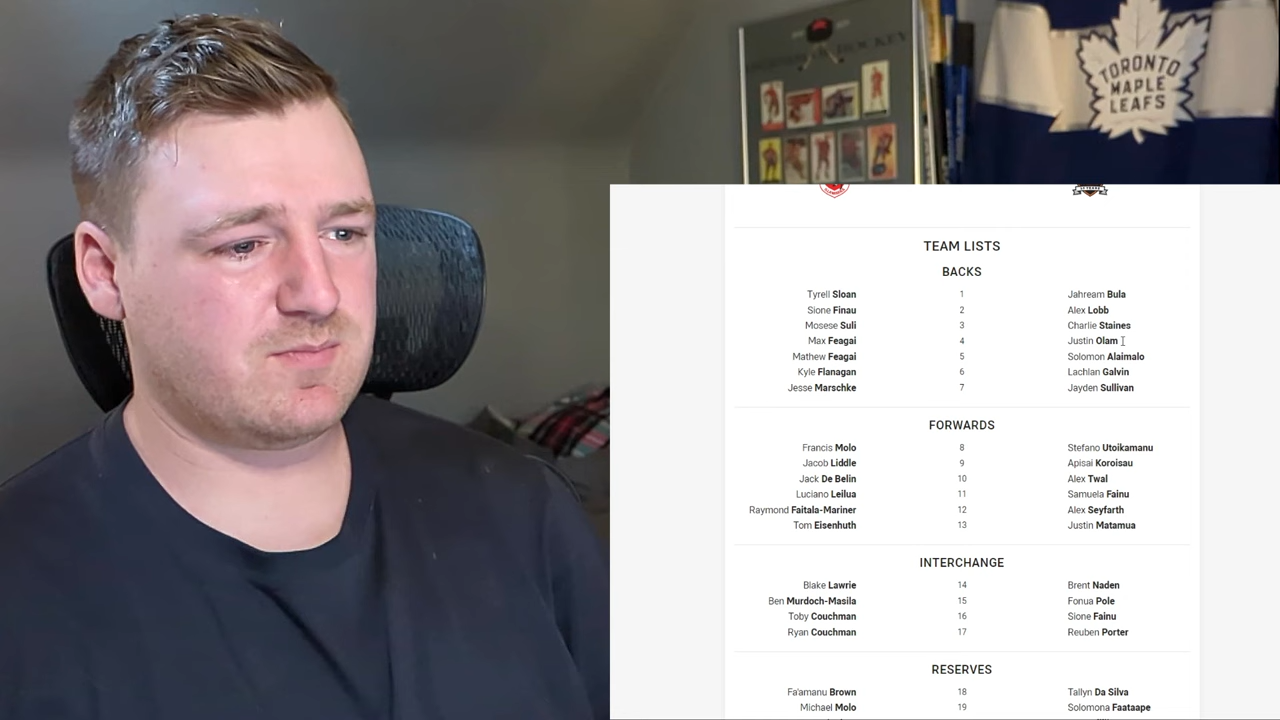 HOCKEY
TORONTO
MAPLE
LEAFS
TEAM LISTS
BACKS
Tyrell Sloan 1 Jahream Bula
Sione Finau 2 Alex Lobb
Mosese Suli 3 Charlie Staines
Max Feagai 4 Justin Olam
Mathew Feagai 5 Solomon Alaimalo
Kyle Flanagan 6 Lachlan Galvin
Jesse Marschke 7 Jayden Sullivan
FORWARDS
Francis Molo 8 Stefano Utoikamanu
Jacob Liddle 9 Apisai Koroisau
Jack De Belin 10 Alex Twal
Luciano Leilua 11 Samuela Fainu
Raymond Faitala-Mariner 12 Alex Seyfarth
Tom Eisenhuth 13 Justin Matamua
INTERCHANGE
Blake Lawrie 14 Brent Naden
Ben Murdoch-Masila 15 Fonua Pole
Toby Couchman 16 Sione Fainu
Ryan Couchman 17 Reuben Porter
RESERVES
Fa'amanu Brown 18 Tallyn Da Silva
Michael Molo 19 Solomona Faataape